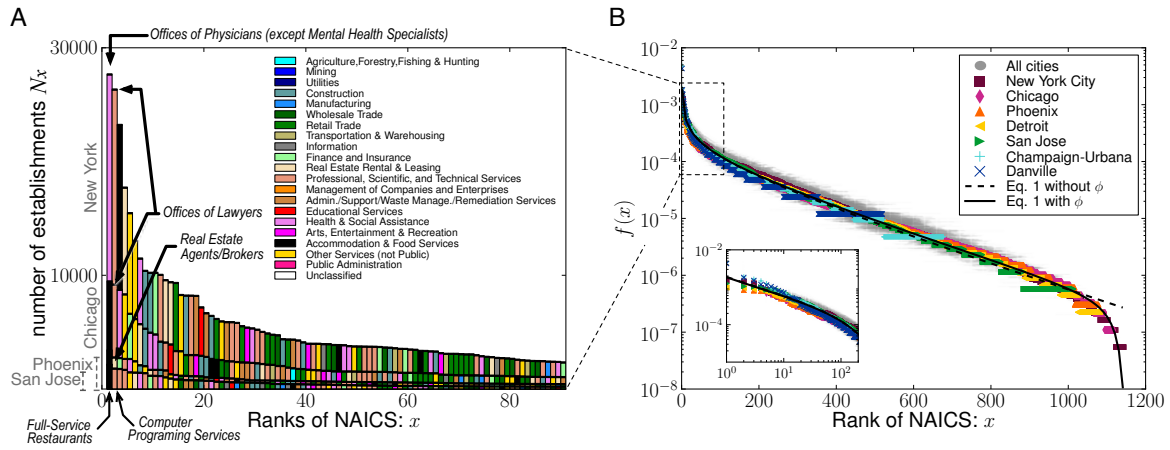 A
Offices of Physicians (except Mental Health Specialists)
30000
10000
number of establishments Nx
New York
Chicago
Phoenix
San Jose
Agriculture,Forestry,Fishing & Hunting
Mining
Utilities
Construction
Manufacturing
Wholesale Trade
Retail Trade
Transportation & Warehousing
Information
Finance and Insurance
Real Estate Rental & Leasing
Professional, Scientific, and Technical Services
Management of Companies and Enterprises
Admin./Support/Waste Manage./Remediation Services
Educational Services
Health & Social Assistance
Arts, Entertainment & Recreation
Accommodation & Food Services
Other Services (not Public)
Public Administration
Unclassified
Offices of Lawyers
Real Estate
Agents/Brokers
0 20 40 60 80
Ranks of NAICS: x
Full-Service
Restaurants
Computer
Programing Services
B
10⁻²
10⁻³
10⁻⁴
10⁻⁵
10⁻⁶
10⁻⁷
10⁻⁸
f(x)
All cities
New York City
Chicago
Phoenix
Detroit
San Jose
Champaign-Urbana
Danville
Eq. 1 without ϕ
Eq. 1 with ϕ
10⁻²
10⁻⁴
10⁰ 10¹ 10²
0 200 400 600 800 1000 1200
Rank of NAICS: x